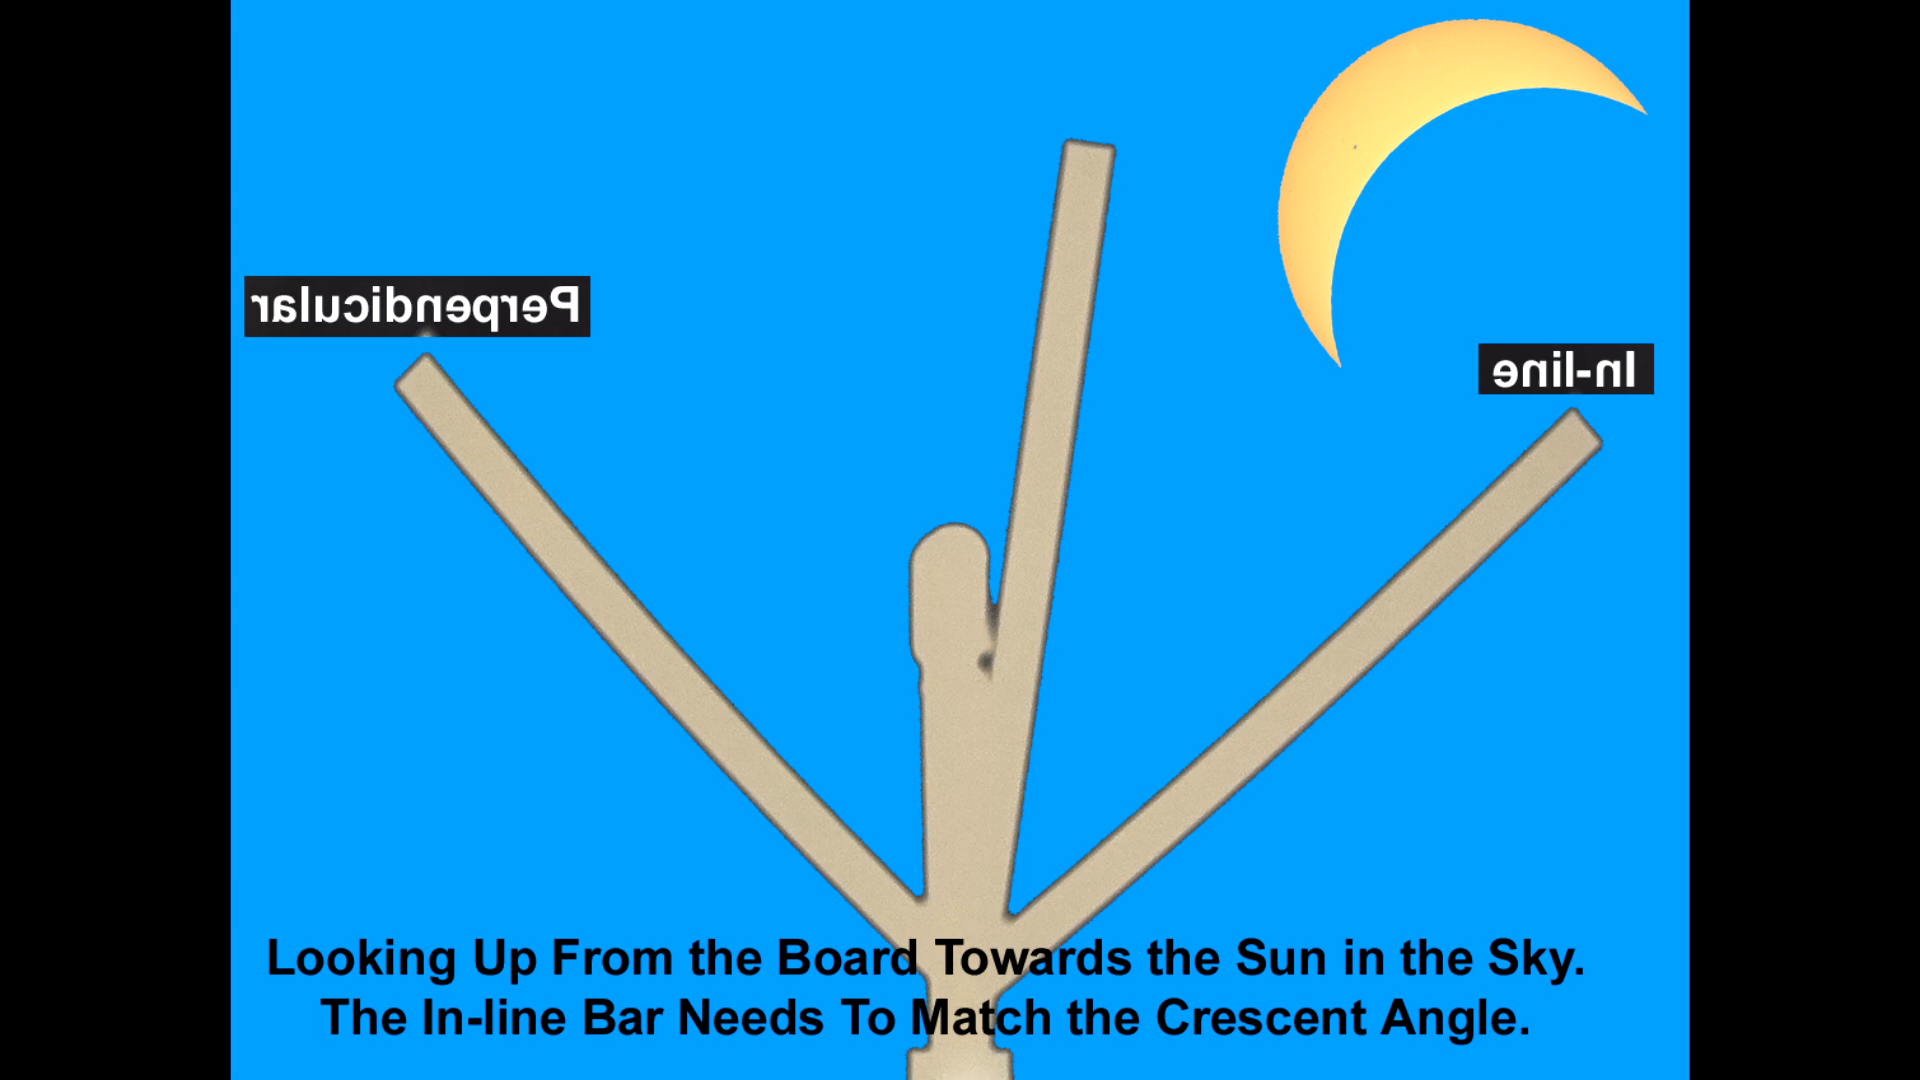 Perpendicular
In-line
Looking Up From the Board Towards the Sun in the Sky.
The In-line Bar Needs To Match the Crescent Angle.